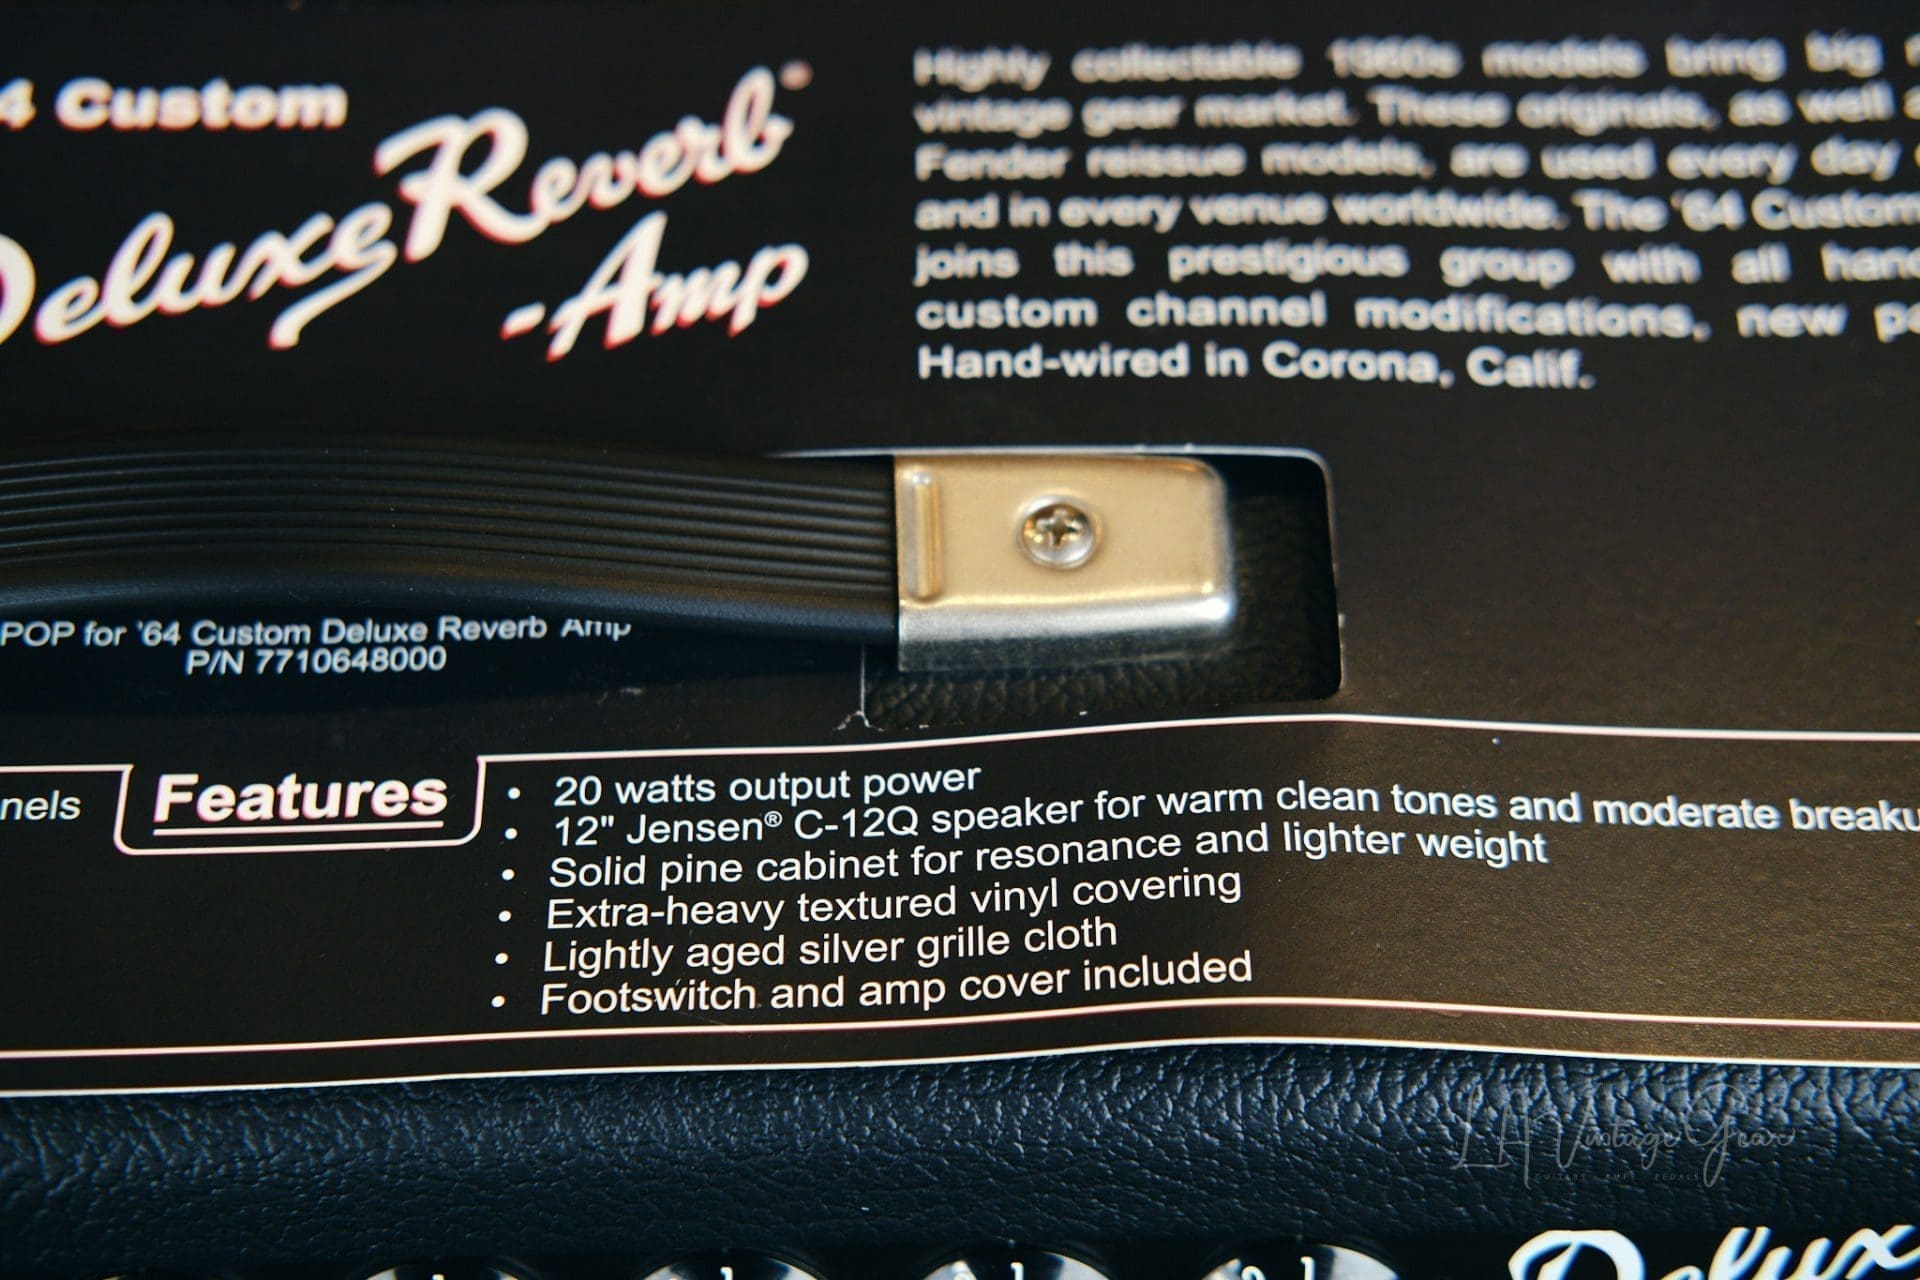 4 Custom
Deluxe Reverb®
-Amp
Highly collectable 1960s models bring big
vintage gear market. These originals, as well
Fender reissue models, are used every day
and in every venue worldwide. The '64 Custom
joins this prestigious group with all
custom channel modifications, new
Hand-wired in Corona, Calif.
POP for '64 Custom Deluxe Reverb Amp
P/N 7710648000
nels
Features
• 20 watts output power
• 12" Jensen® C-12Q speaker for warm clean tones and moderate breaku
• Solid pine cabinet for resonance and lighter weight
• Extra-heavy textured vinyl covering
• Lightly aged silver grille cloth
• Footswitch and amp cover included
LA Vintage Gear
GUITARS AMPS PEDALS
Delux